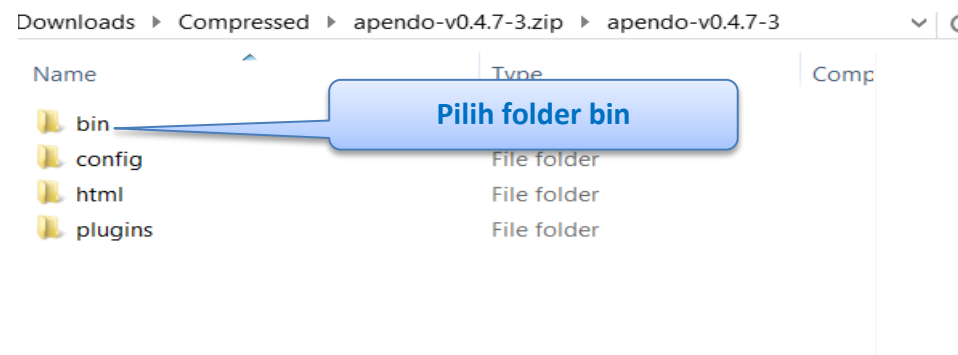 Downloads ▸ Compressed ▸ apendo-v0.4.7-3.zip ▸ apendo-v0.4.7-3
Name Type Comp
bin
Pilih folder bin
config File folder
html File folder
plugins File folder